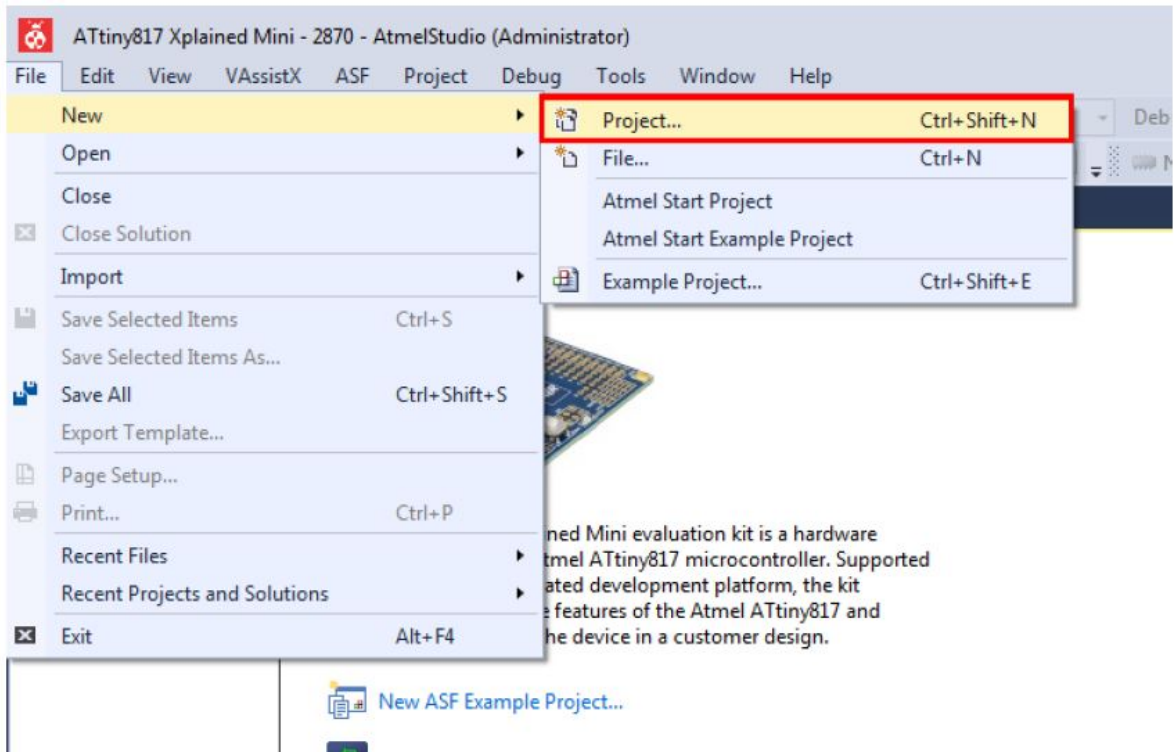 ATtiny817 Xplained Mini - 2870 - AtmelStudio (Administrator)
File Edit View VAssistX ASF Project Debug Tools Window Help
New
Project... Ctrl+Shift+N
Deb
Open
File... Ctrl+N
Close
Atmel Start Project
Close Solution
Atmel Start Example Project
Import
Example Project... Ctrl+Shift+E
Save Selected Items Ctrl+S
Save Selected Items As...
Save All Ctrl+Shift+S
Export Template...
Page Setup...
Print... Ctrl+P
ned Mini evaluation kit is a hardware
Recent Files
tmel ATtiny817 microcontroller. Supported
ated development platform, the kit
Recent Projects and Solutions
e features of the Atmel ATtiny817 and
Exit Alt+F4
he device in a customer design.
New ASF Example Project...